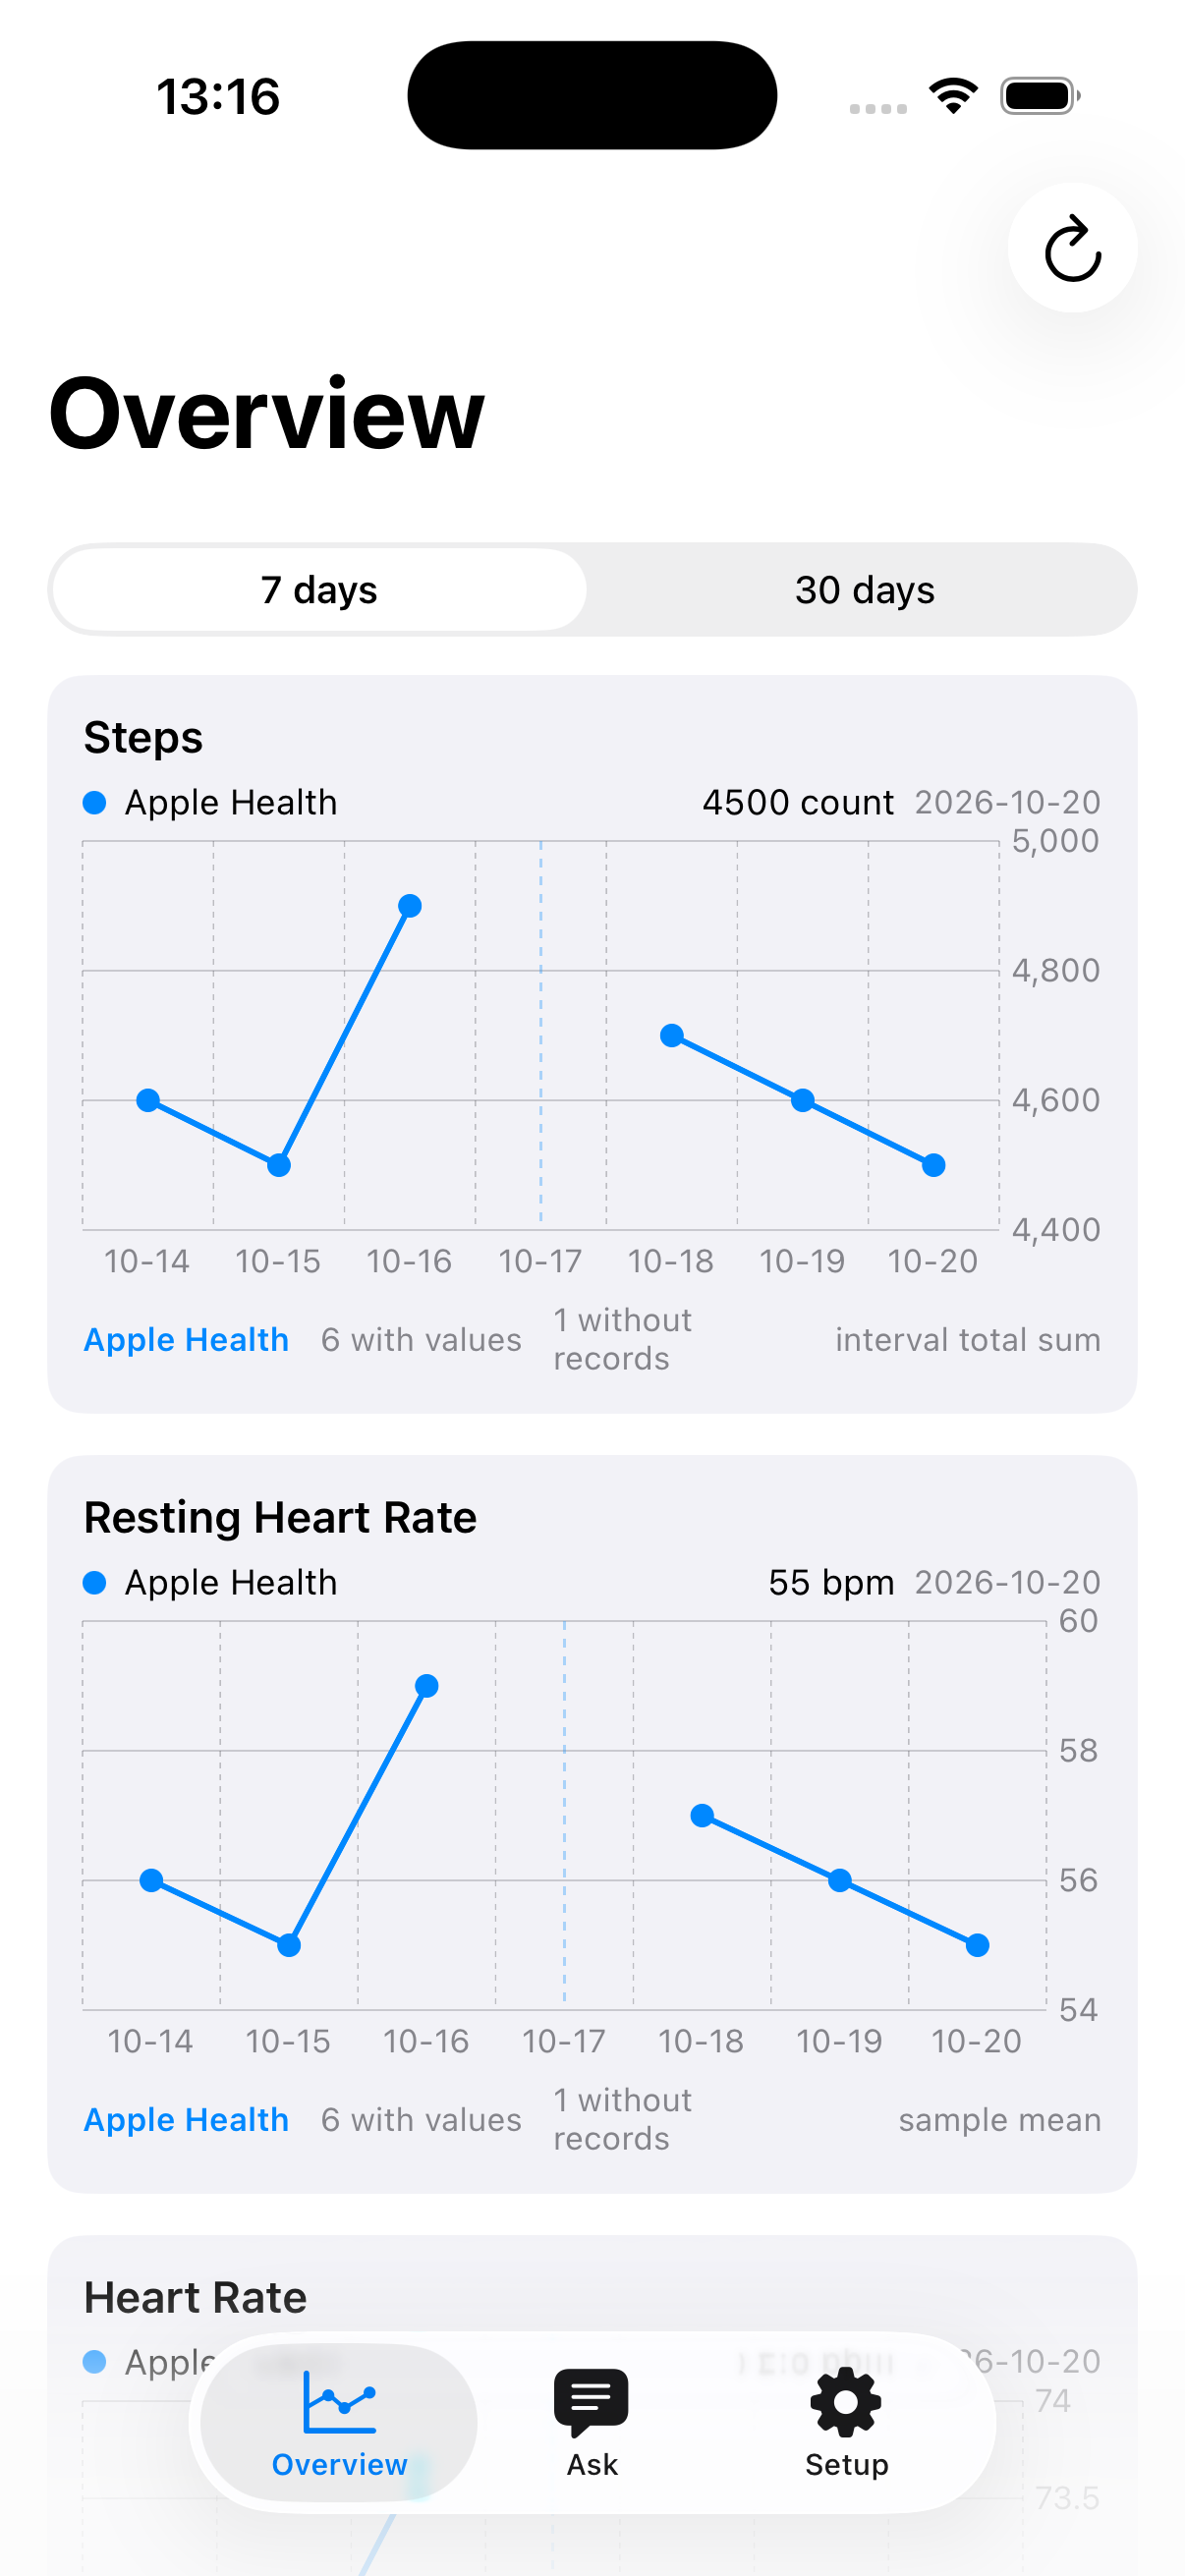 13:16
Overview
7 days 30 days
Steps
Apple Health 4500 count 2026-10-20
5,000
4,800
4,600
4,400
10-14 10-15 10-16 10-17 10-18 10-19 10-20
Apple Health 6 with values 1 without records interval total sum
Resting Heart Rate
Apple Health 55 bpm 2026-10-20
60
58
56
54
10-14 10-15 10-16 10-17 10-18 10-19 10-20
Apple Health 6 with values 1 without records sample mean
Heart Rate
Apple 6-10-20
74
73.5
Overview Ask Setup